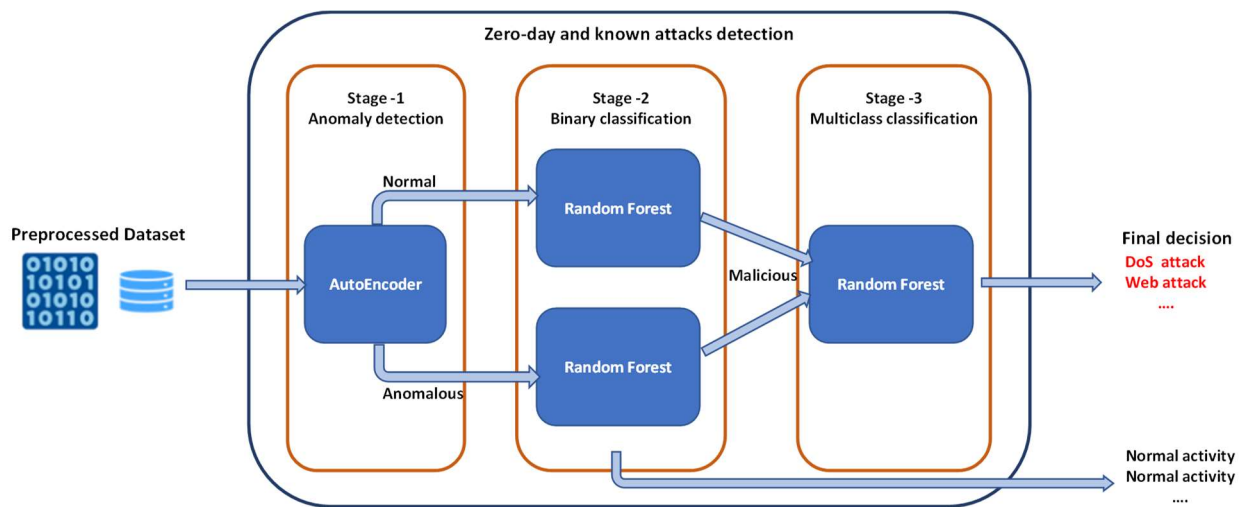 Zero-day and known attacks detection
Stage -1
Anomaly detection
Stage -2
Binary classification
Stage -3
Multiclass classification
Normal
Random Forest
Preprocessed Dataset
01010
10101
01010
10110
AutoEncoder
Malicious
Random Forest
Final decision
DoS attack
Web attack
....
Random Forest
Anomalous
Normal activity
Normal activity
....